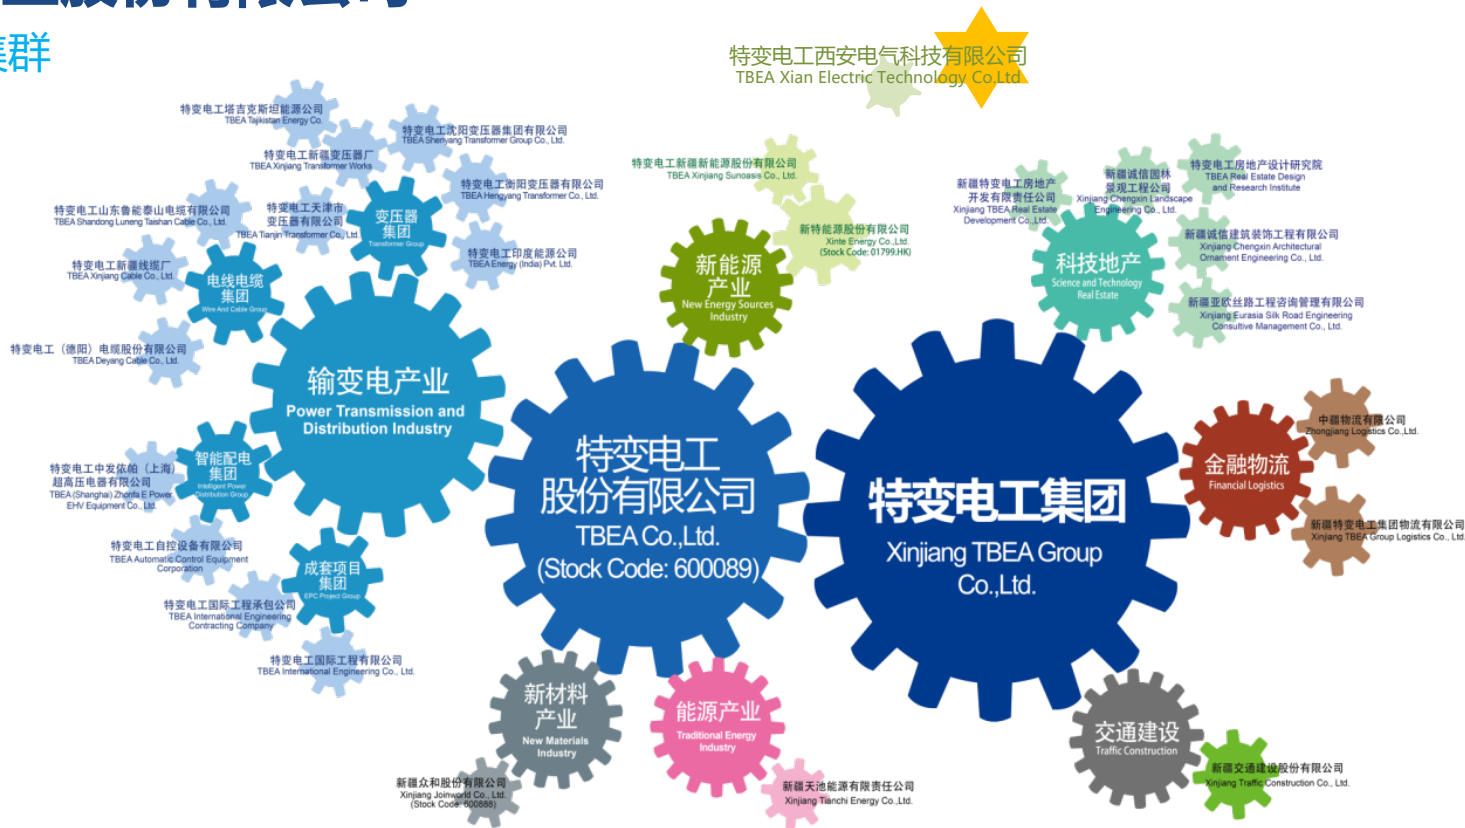 集群
特变电工西安电气科技有限公司
TBEA Xian Electric Technology Co,Ltd
特变电工塔吉克斯坦能源公司
TBEA Tajikistan Energy Co.
特变电工沈阳变压器集团有限公司
TBEA Shenyang Transformer Group Co., Ltd.
特变电工新疆变压器厂
TBEA Xinjiang Transformer Works
特变电工衡阳变压器有限公司
TBEA Hengyang Transformer Co., Ltd.
特变电工山东鲁能泰山电缆有限公司
TBEA Shandong Luneng Taishan Cable Co., Ltd.
特变电工天津市
变压器有限公司
TBEA Tianjin Transformer Co., Ltd.
变压器
集团
Transformer Group
特变电工印度能源公司
TBEA Energy (India) Pvt. Ltd.
特变电工新疆线缆厂
TBEA Xinjiang Cable Co., Ltd.
电线电缆
集团
Wire And Cable Group
特变电工（德阳）电缆股份有限公司
TBEA Deyang Cable Co., Ltd.
输变电产业
Power Transmission and
Distribution Industry
智能配电
集团
Intelligent Power
Distribution Group
特变电工中发依帕（上海）
超高压电器有限公司
TBEA (Shanghai) Zhonfa E Power
EHV Equipment Co., Ltd.
特变电工自控设备有限公司
TBEA Automatic Control Equipment
Corporation
成套项目
集团
EPC Project Group
特变电工国际工程承包公司
TBEA International Engineering
Contracting Company
特变电工国际工程有限公司
TBEA International Engineering Co., Ltd.
特变电工新疆新能源股份有限公司
TBEA Xinjiang Sunoasis Co., Ltd.
新特能源股份有限公司
Xinte Energy Co., Ltd.
(Stock Code: 01799.HK)
新能源
产业
New Energy Sources
Industry
特变电工
股份有限公司
TBEA Co.,Ltd.
(Stock Code: 600089)
新材料
产业
New Materials
Industry
新疆众和股份有限公司
Xinjiang Joinworld Co., Ltd.
(Stock Code: 600888)
能源产业
Traditional Energy
Industry
新疆天池能源有限责任公司
Xinjiang Tianchi Energy Co.,Ltd.
特变电工集团
Xinjiang TBEA Group
Co.,Ltd.
新疆特变电工房地产
开发有限责任公司
Xinjiang TBEA Real Estate
Development Co., Ltd.
新疆诚信园林
景观工程公司
Xinjiang Chengxin Landscape
Engineering Co., Ltd.
特变电工房地产设计研究院
TBEA Real Estate Design
and Research Institute
新疆诚信建筑装饰工程有限公司
Xinjiang Chengxin Architectural
Ornament Engineering Co., Ltd.
科技地产
Science and Technology
Real Estate
新疆亚欧丝路工程咨询管理有限公司
Xinjiang Eurasia Silk Road Engineering
Consultive Management Co., Ltd.
金融物流
Financial Logistics
中疆物流有限公司
Zhongjiang Logistics Co.,Ltd.
新疆特变电工集团物流有限公司
Xinjiang TBEA Group Logistics Co., Ltd.
交通建设
Traffic Construction
新疆交通建设股份有限公司
Xinjiang Traffic Construction Co., Ltd.